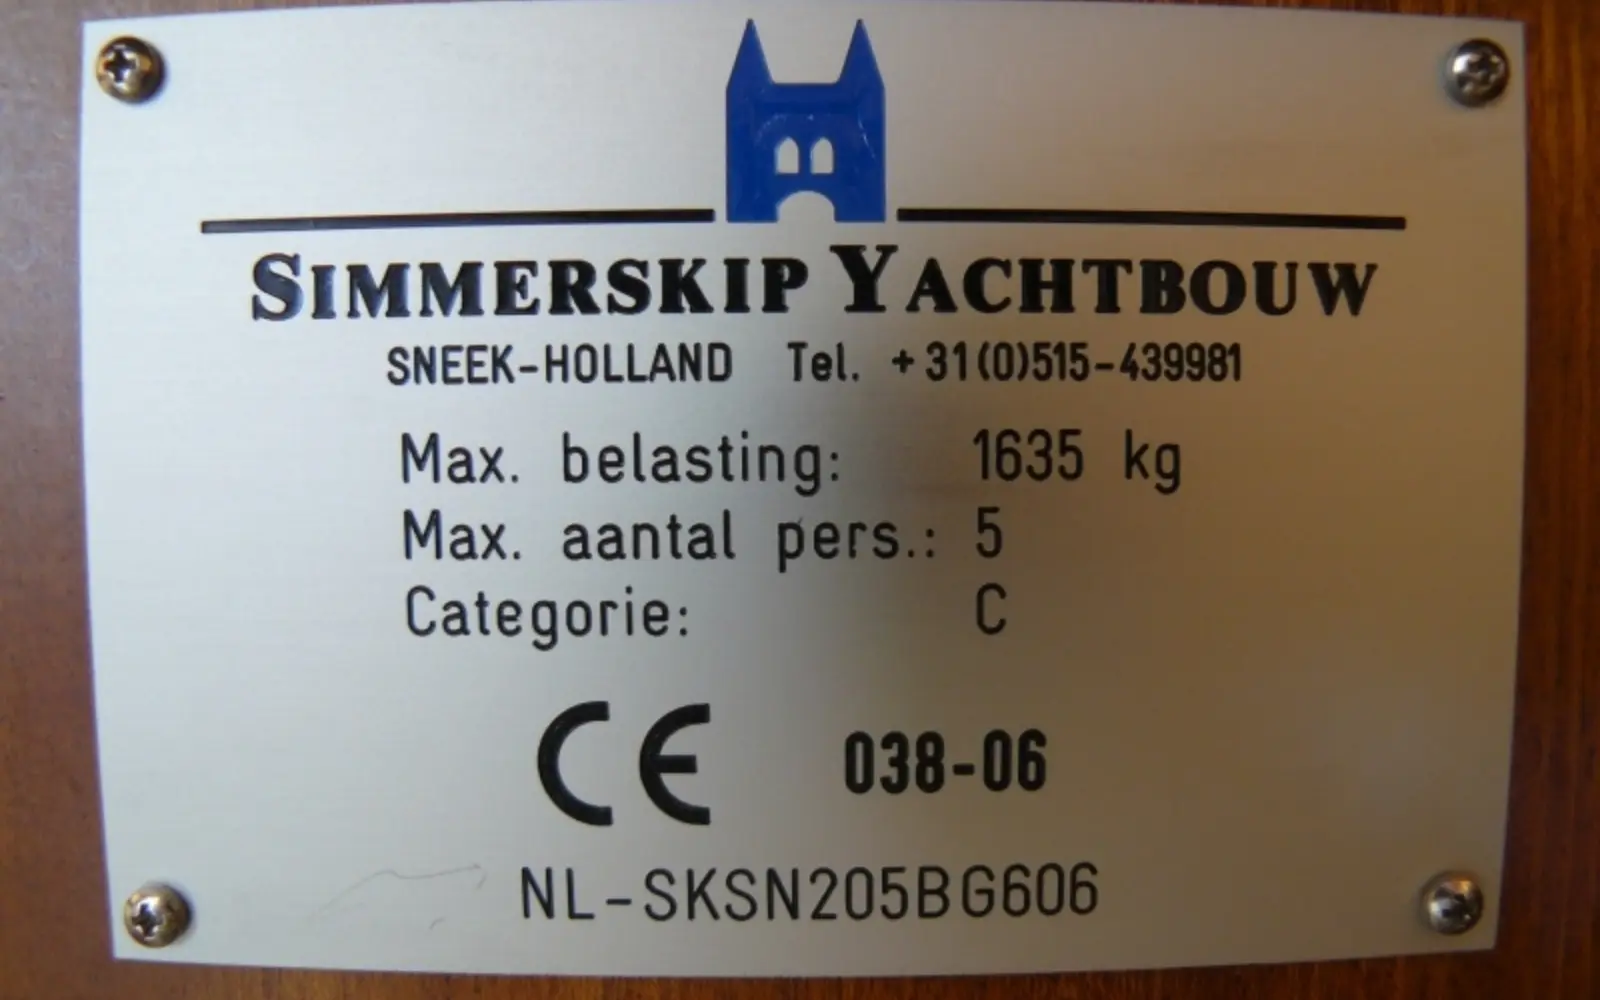 SIMMERSKIP YACHTBOUW
SNEEK-HOLLAND Tel. +31(0)515-439981
Max. belasting: 1635 kg
Max. aantal pers.: 5
Categorie: C
CE 038-06
NL-SKSN205BG606